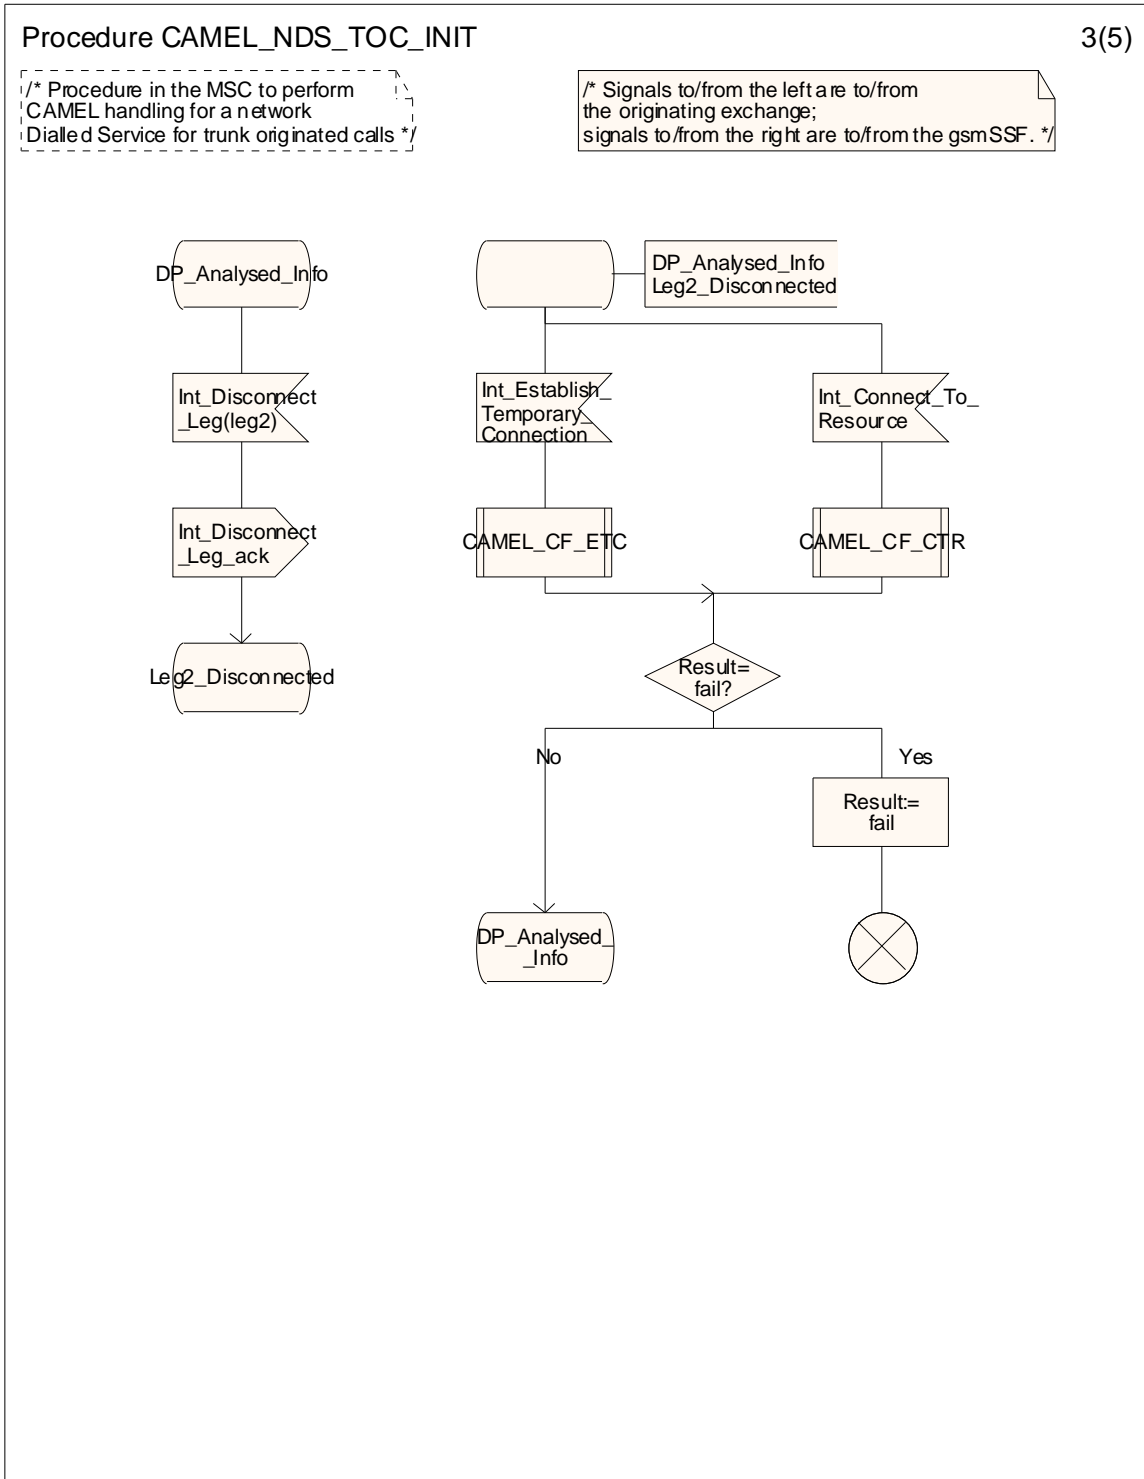 Procedure CAMEL_NDS_TOC_INIT
3(5)
/* Procedure in the MSC to perform
CAMEL handling for a network
Dialled Service for trunk originated calls */
/* Signals to/from the left are to/from
the originating exchange;
signals to/from the right are to/from the gsmSSF. */
DP_Analysed_Info
DP_Analysed_Info
Leg2_Disconnected
Int_Disconnect
_Leg(leg2)
Int_Establish_
Temporary_
Connection
Int_Connect_To_
Resource
Int_Disconnect
_Leg_ack
CAMEL_CF_ETC
CAMEL_CF_CTR
Leg2_Disconnected
Result=
fail?
No
Yes
Result:=
fail
DP_Analysed_
_Info